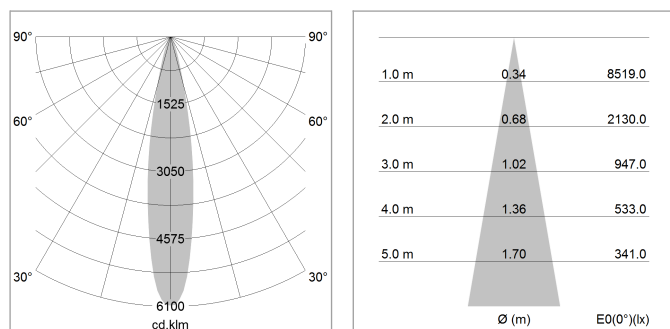 90° 90°
1525
60° 60°
3050
4575
30° 30°
6100
cd.klm
1.0 m 0.34 8519.0
2.0 m 0.68 2130.0
3.0 m 1.02 947.0
4.0 m 1.36 533.0
5.0 m 1.70 341.0
Ø (m) E0(0°)(lx)